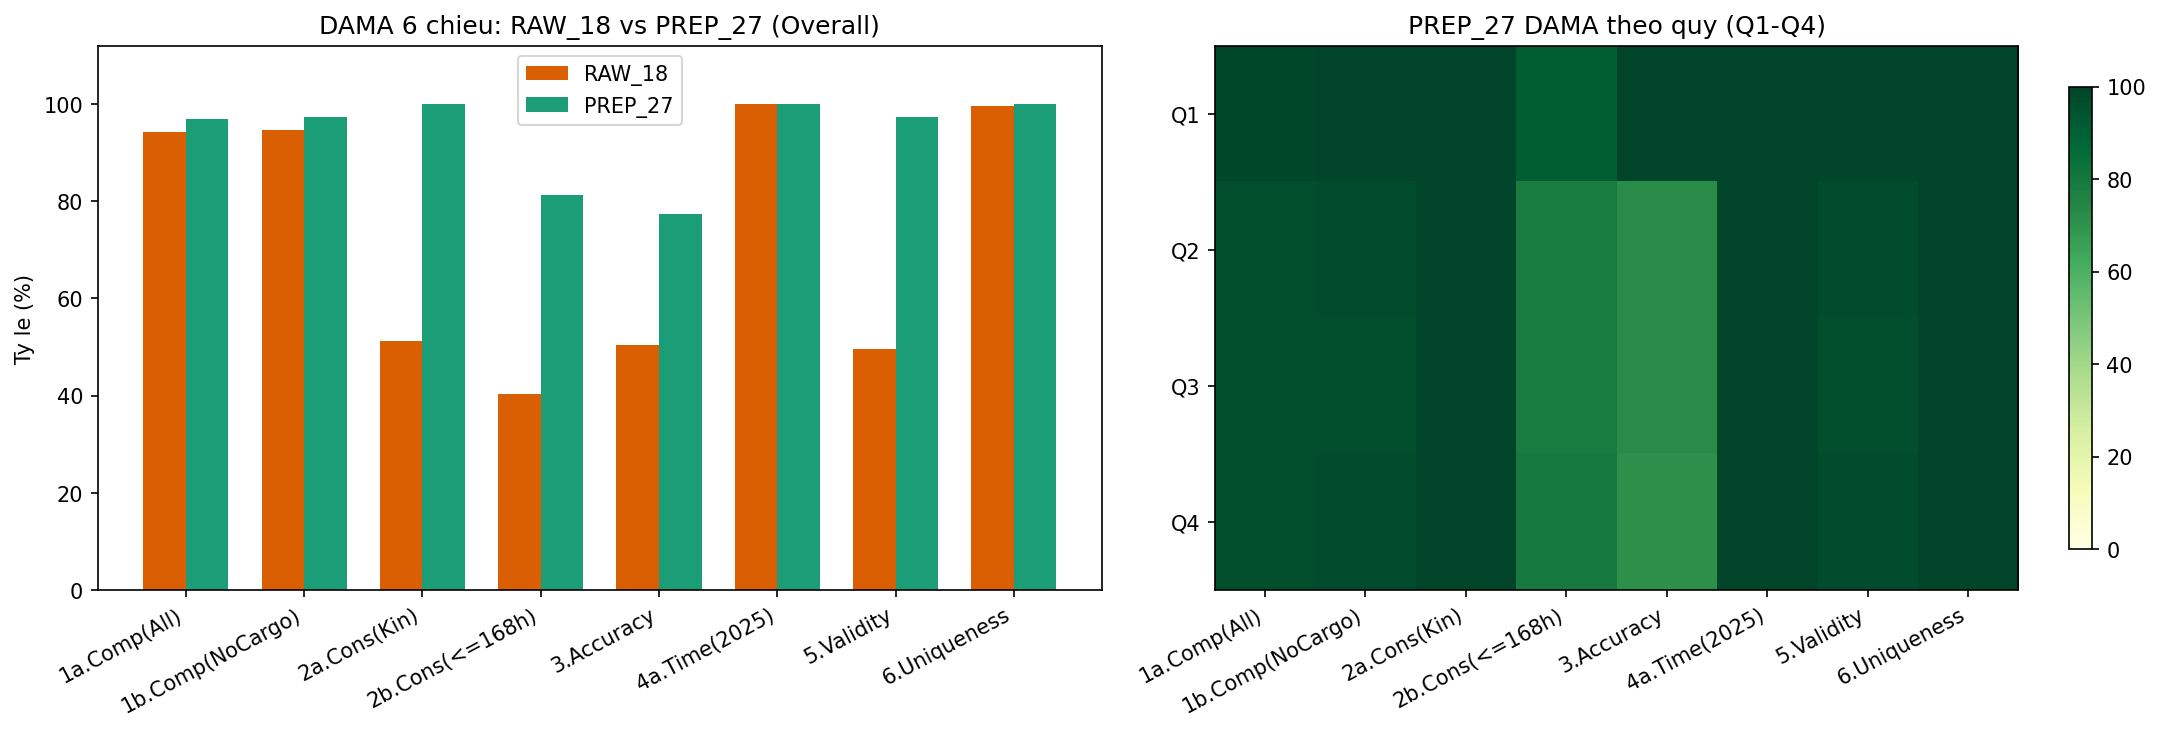 DAMA 6 chieu: RAW_18 vs PREP_27 (Overall)
RAW_18
PREP_27
Ty le (%)
100
80
60
40
20
0
1a.Comp(All)
1b.Comp(NoCargo)
2a.Cons(Kin)
2b.Cons(<=168h)
3.Accuracy
4a.Time(2025)
5.Validity
6.Uniqueness
PREP_27 DAMA theo quy (Q1-Q4)
Q1
Q2
Q3
Q4
1a.Comp(All)
1b.Comp(NoCargo)
2a.Cons(Kin)
2b.Cons(<=168h)
3.Accuracy
4a.Time(2025)
5.Validity
6.Uniqueness
100
80
60
40
20
0